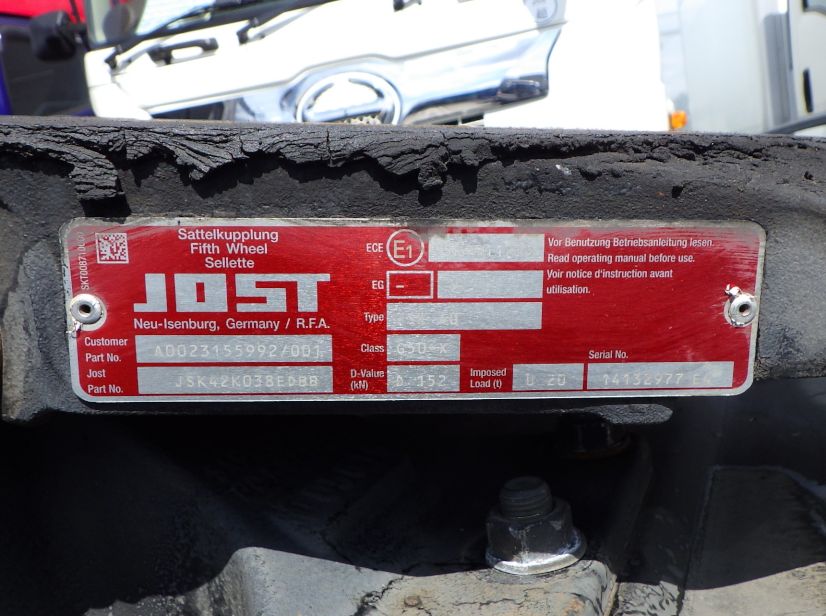 Sattelkupplung
Fifth Wheel
Sellette
JOST
Neu-Isenburg, Germany / R.F.A.
Customer Part No. A0023155992/001
Jost Part No. JSK42K038EDBB
ECE E1
EG -
Type
Class G50-X
D-Value (kN) D 152
Imposed Load (t) U 20
Serial No.
14132977
Vor Benutzung Betriebsanleitung lesen.
Read operating manual before use.
Voir notice d'instruction avant
utilisation.